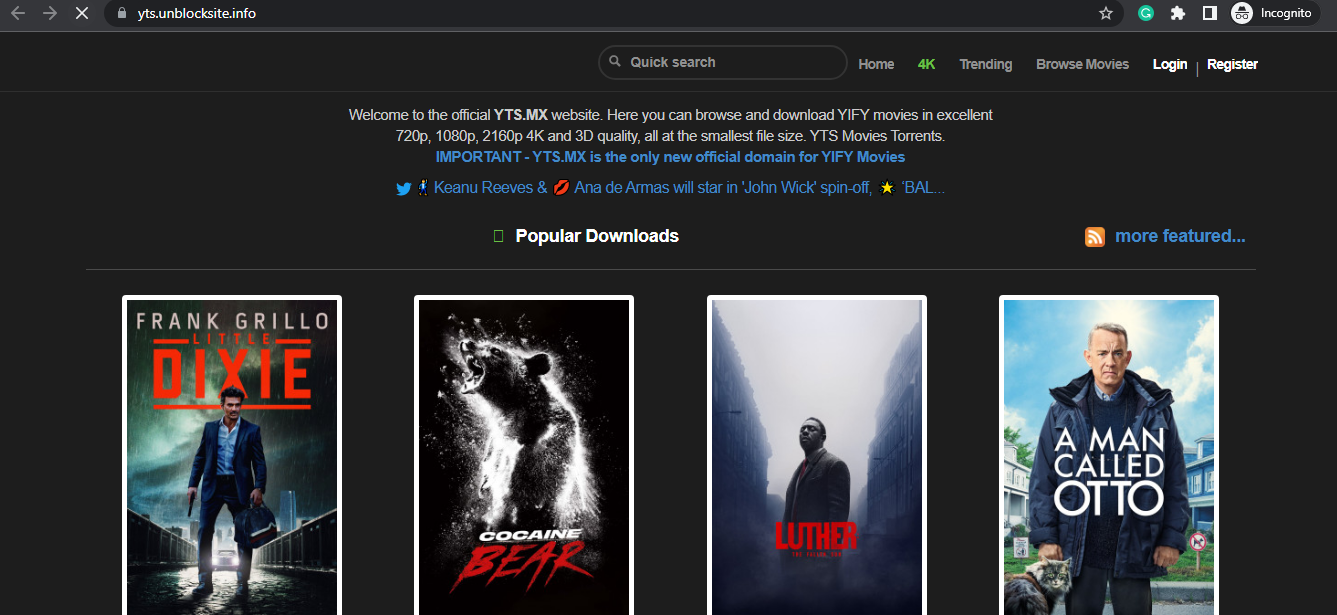 yts.unblocksite.info
Incognito
Quick search
Home
4K
Trending
Browse Movies
Login | Register
Welcome to the official YTS.MX website. Here you can browse and download YIFY movies in excellent
720p, 1080p, 2160p 4K and 3D quality, all at the smallest file size. YTS Movies Torrents.
IMPORTANT - YTS.MX is the only new official domain for YIFY Movies
Keanu Reeves & 💋 Ana de Armas will star in 'John Wick' spin-off, 🌟 'BAL...
Popular Downloads
more featured...
FRANK GRILLO
LITTLE
DIXIE
COCAINE
BEAR
LUTHER
THE FALLEN SUN
A MAN
CALLED
OTTO